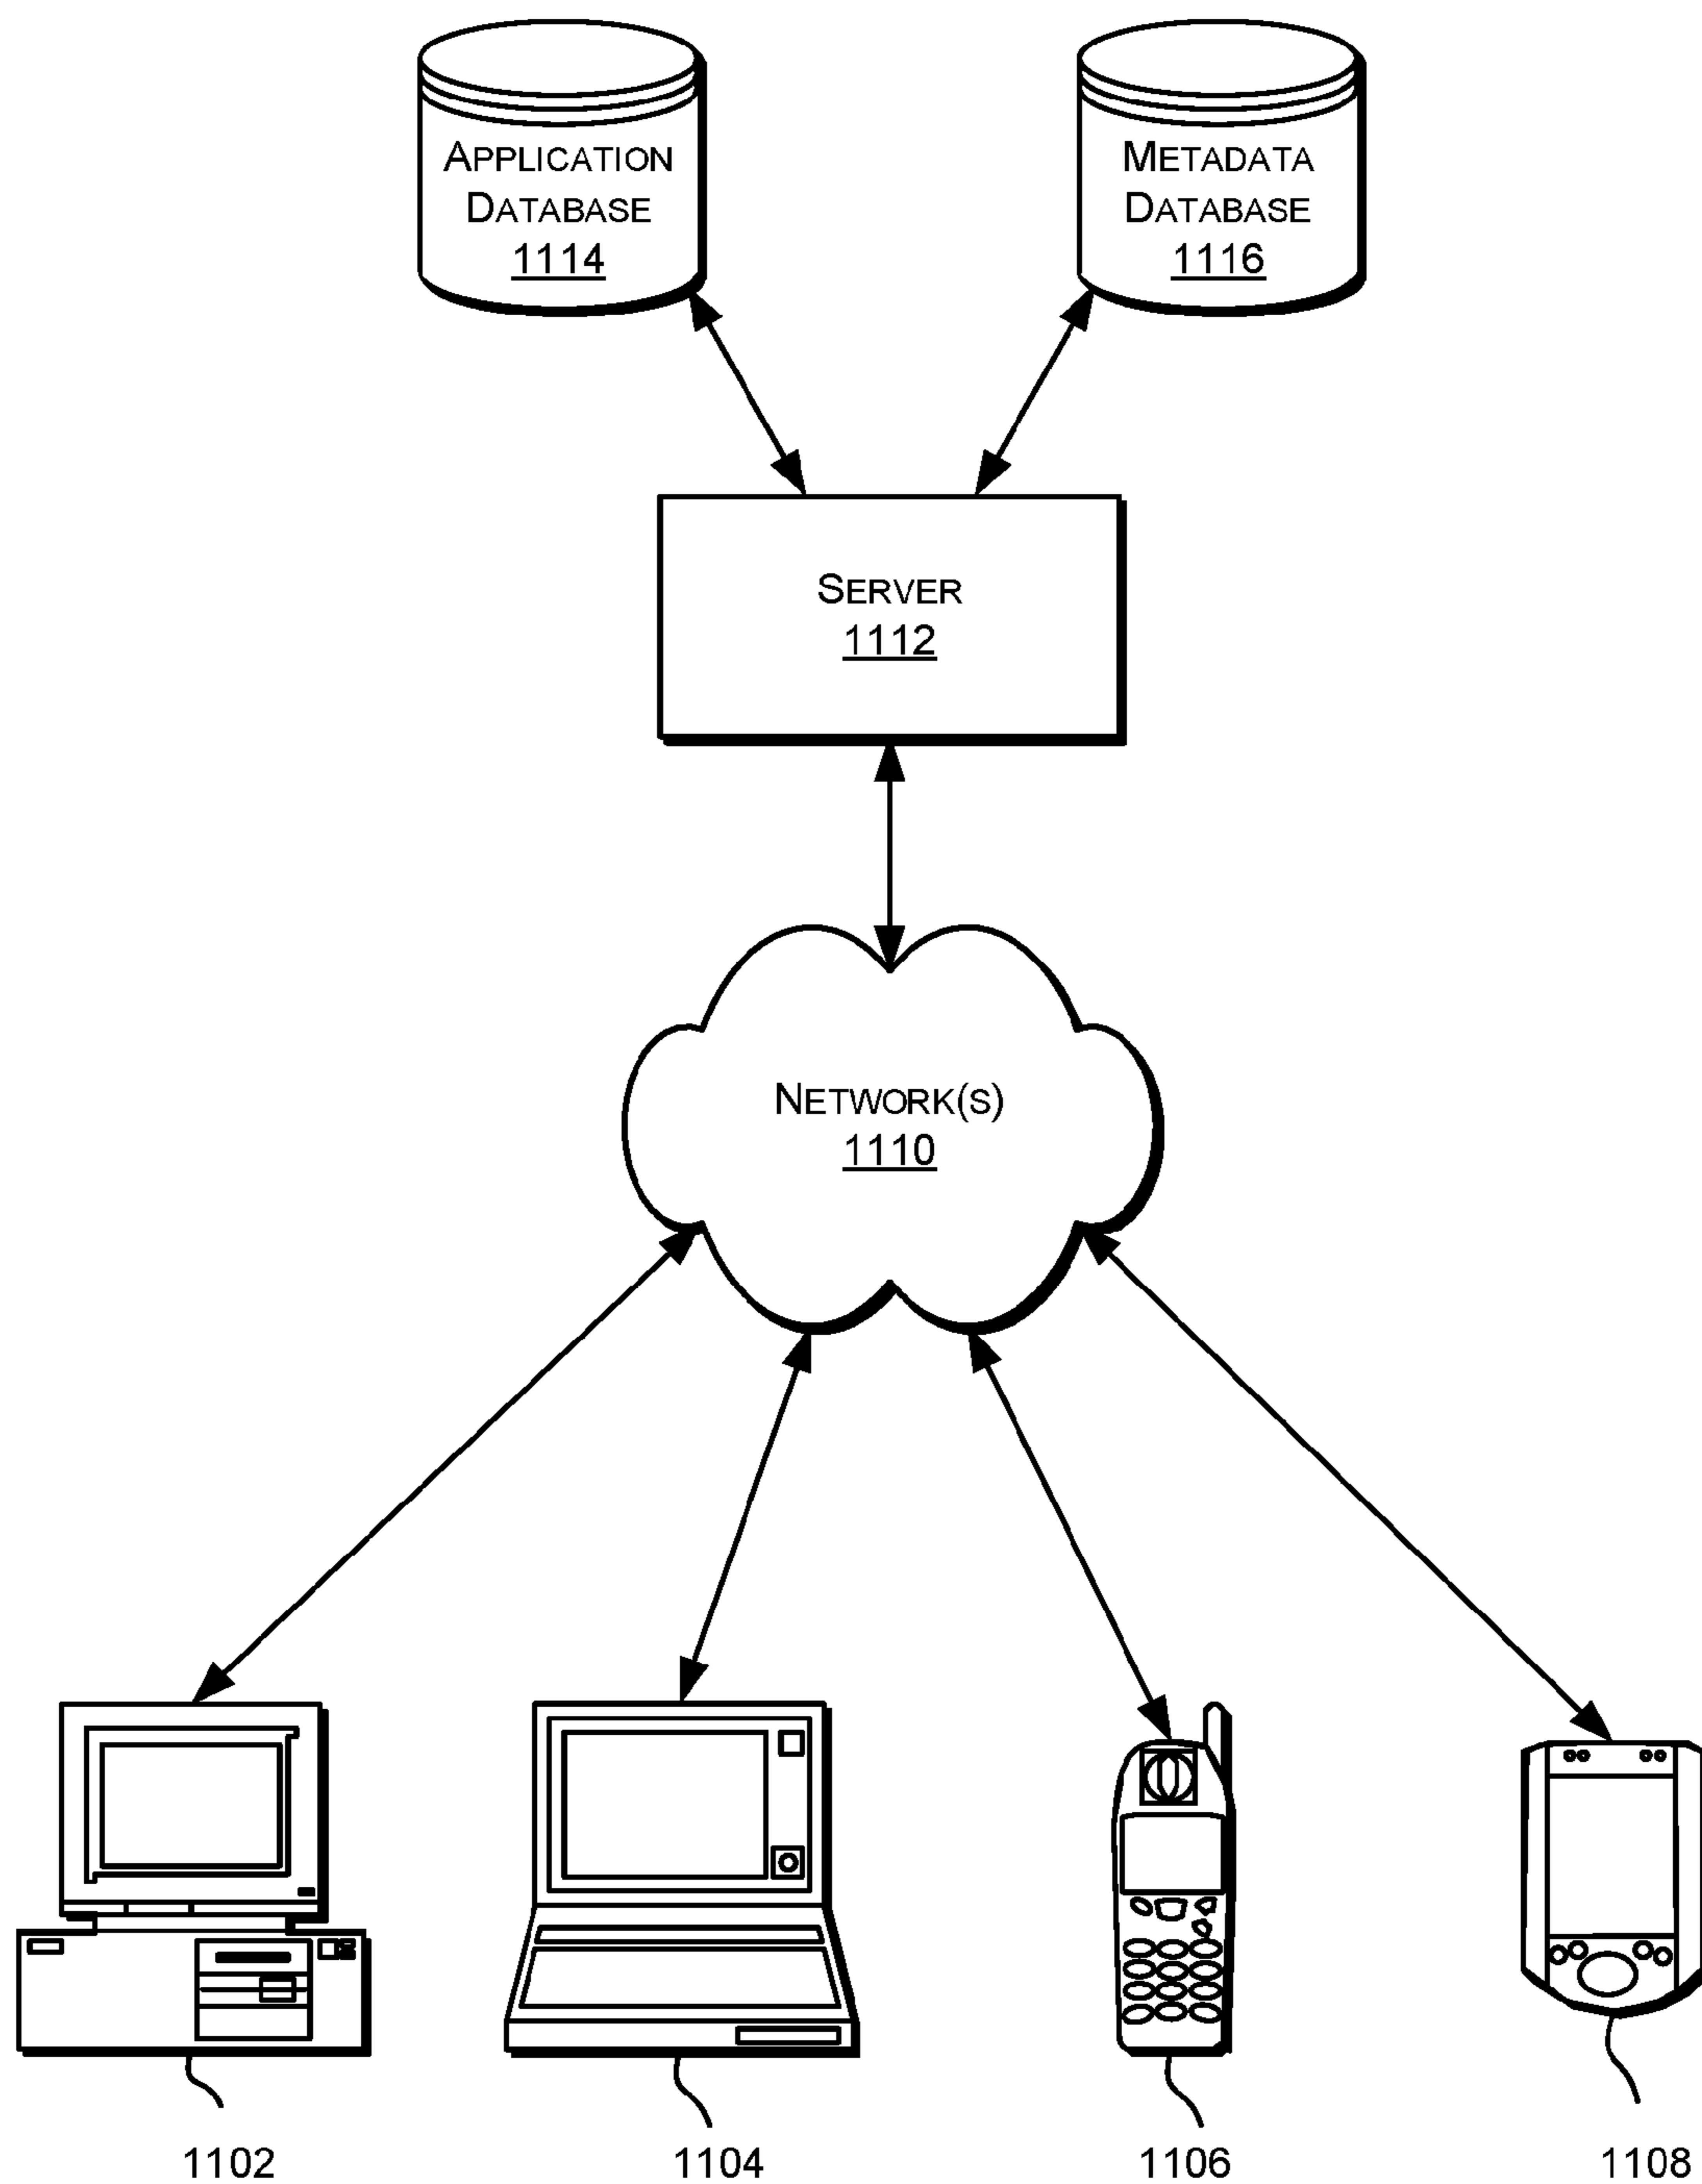 APPLICATION
DATABASE
1114
METADATA
DATABASE
1116
SERVER
1112
NETWORK(S)
1110
1102
1104
1106
1108